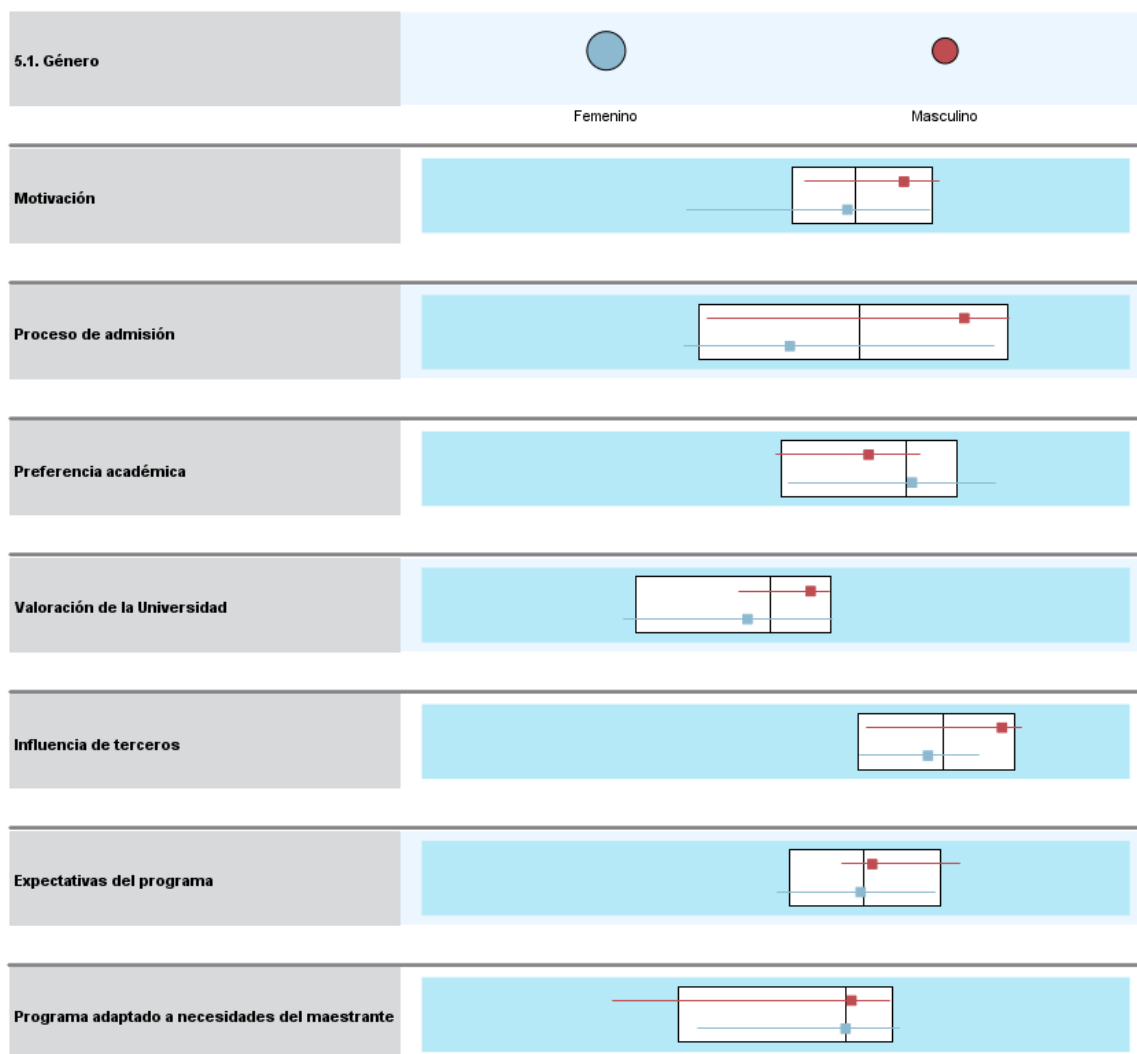 5.1. Género
Femenino
Masculino
Motivación
Proceso de admisión
Preferencia académica
Valoración de la Universidad
Influencia de terceros
Expectativas del programa
Programa adaptado a necesidades del maestrante